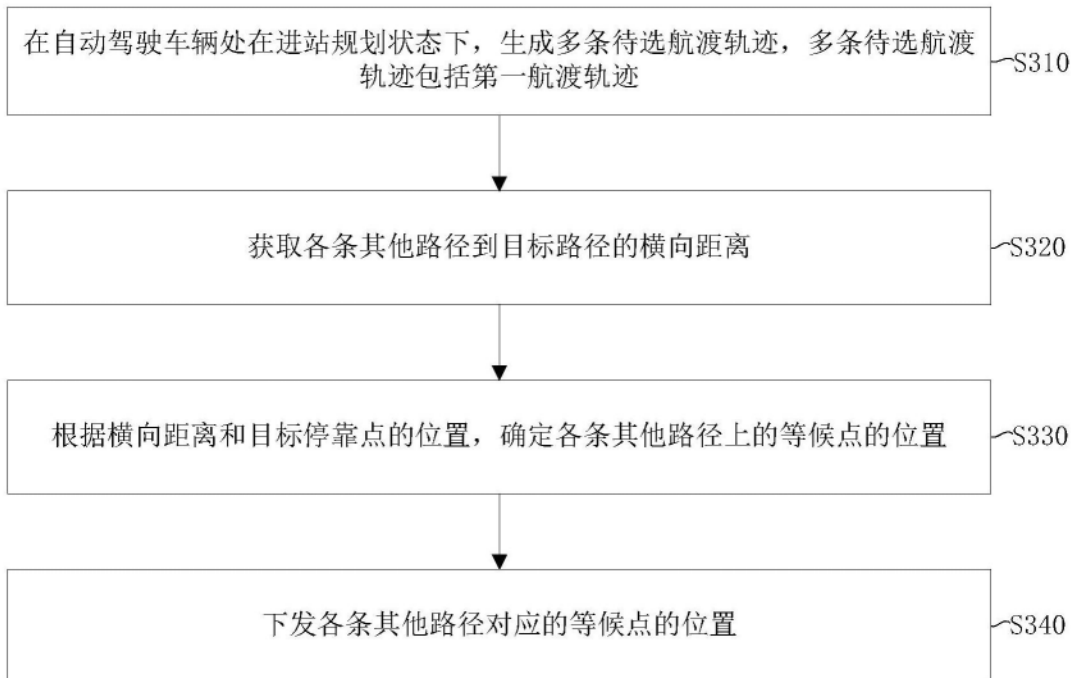 在自动驾驶车辆处在进站规划状态下，生成多条待选航渡轨迹，多条待选航渡
轨迹包括第一航渡轨迹
S310
获取各条其他路径到目标路径的横向距离
S320
根据横向距离和目标停靠点的位置，确定各条其他路径上的等候点的位置
S330
下发各条其他路径对应的等候点的位置
S340